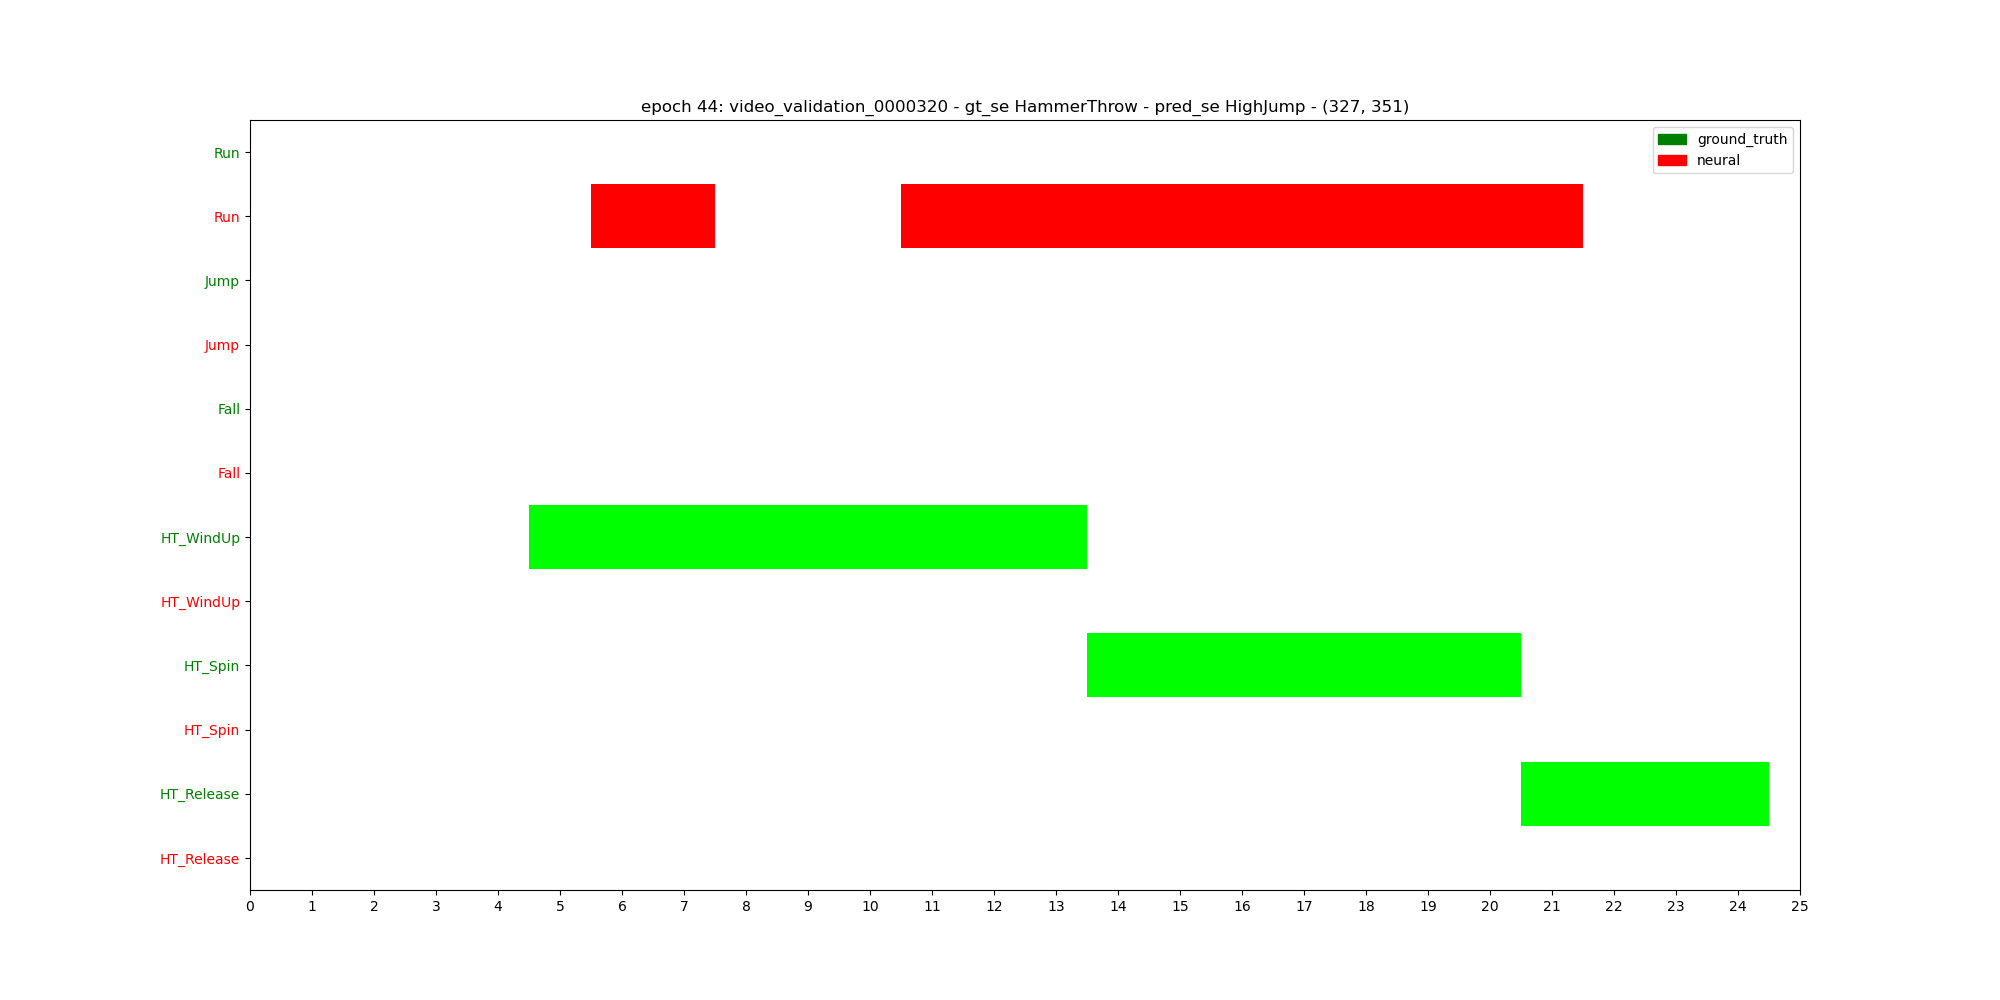 epoch 44: video_validation_0000320 - gt_se HammerThrow - pred_se HighJump - (327, 351)
ground_truth
neural
Run
Run
Jump
Jump
Fall
Fall
HT_WindUp
HT_WindUp
HT_Spin
HT_Spin
HT_Release
HT_Release
0 1 2 3 4 5 6 7 8 9 10 11 12 13 14 15 16 17 18 19 20 21 22 23 24 25